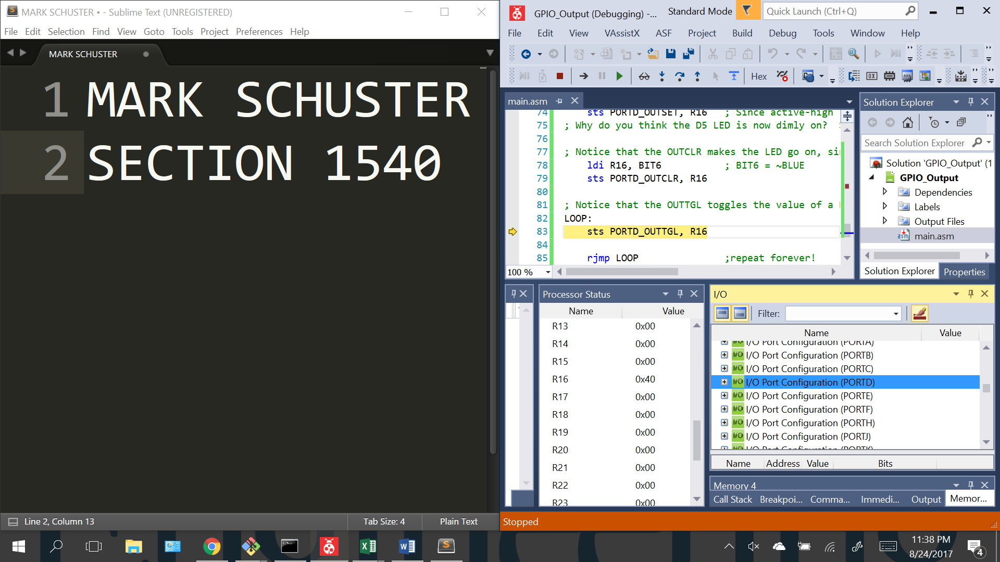 MARK SCHUSTER • - Sublime Text (UNREGISTERED)
File Edit Selection Find View Goto Tools Project Preferences Help
MARK SCHUSTER
1 MARK SCHUSTER
2 SECTION 1540
Line 2, Column 13 Tab Size: 4 Plain Text
GPIO_Output (Debugging) -... Standard Mode Quick Launch (Ctrl+Q)
File Edit View VAssistX ASF Project Build Debug Tools Window Help
Hex
main.asm
74 sts PORTD_OUTSET, R16 ; Since active-high
75 ; Why do you think the D5 LED is now dimly on?
76
77 ; Notice that the OUTCLR makes the LED go on, si
78 ldi R16, BIT6 ; BIT6 = ~BLUE
79 sts PORTD_OUTCLR, R16
80
81 ; Notice that the OUTTGL toggles the value of a
82 LOOP:
83 sts PORTD_OUTTGL, R16
84
85 rjmp LOOP ;repeat forever!
100 %
Solution Explorer
Search Solution Explorer
Solution 'GPIO_Output' (1
GPIO_Output
Dependencies
Labels
Output Files
main.asm
Solution Explorer Properties
Processor Status
Name Value
R13 0x00
R14 0x00
R15 0x00
R16 0x40
R17 0x00
R18 0x00
R19 0x00
R20 0x00
R21 0x00
R22 0x00
R23 0x00
I/O
Filter:
Name Value
I/O Port Configuration (PORTA)
I/O Port Configuration (PORTB)
I/O Port Configuration (PORTC)
I/O Port Configuration (PORTD)
I/O Port Configuration (PORTE)
I/O Port Configuration (PORTF)
I/O Port Configuration (PORTH)
I/O Port Configuration (PORTJ)
I/O Port Configuration (PORTK)
Name Address Value Bits
Memory 4
Call Stack Breakpoi... Comma... Immedi... Output Memor...
Stopped
11:38 PM
8/24/2017
4